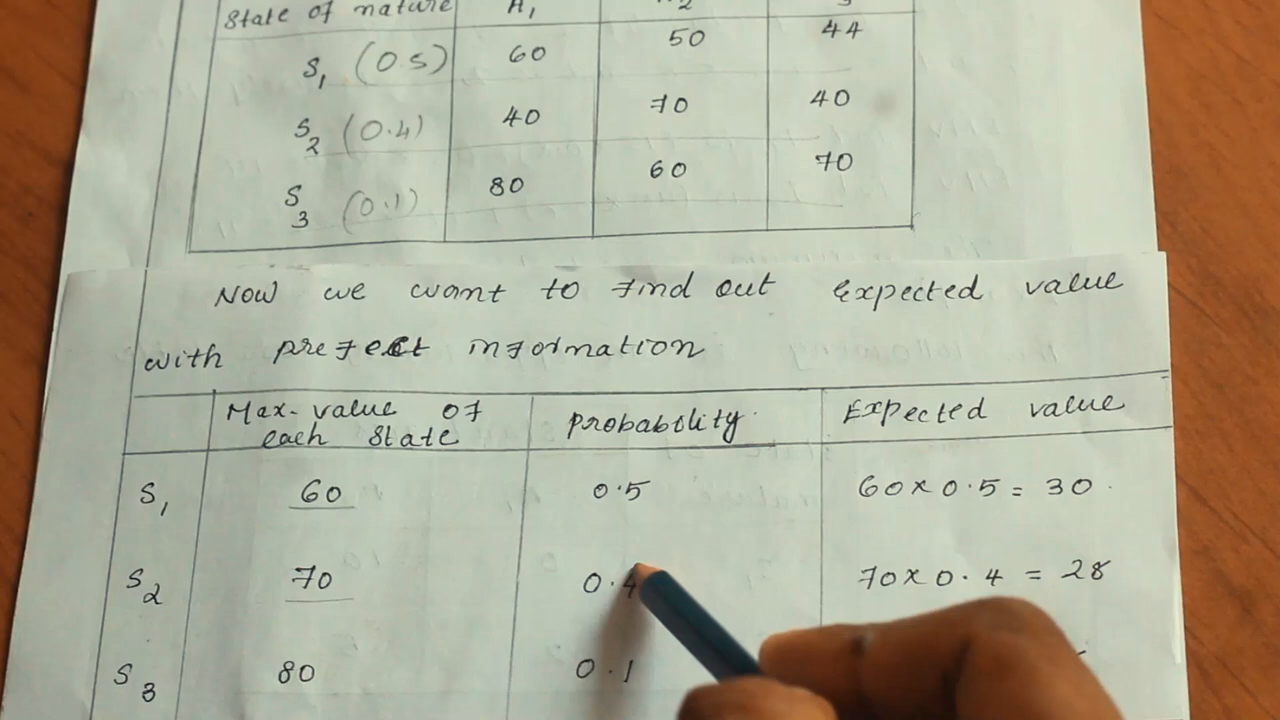 State of nature A1
S1 (0.5) 60 50 44
S2 (0.4) 40 70 40
S3 (0.1) 80 60 70
Now we want to find out Expected value
with prefect information
Max. value of each State Probability Expected value
S1 60 0.5 60 x 0.5 = 30
S2 70 0.4 70 x 0.4 = 28
S3 80 0.1